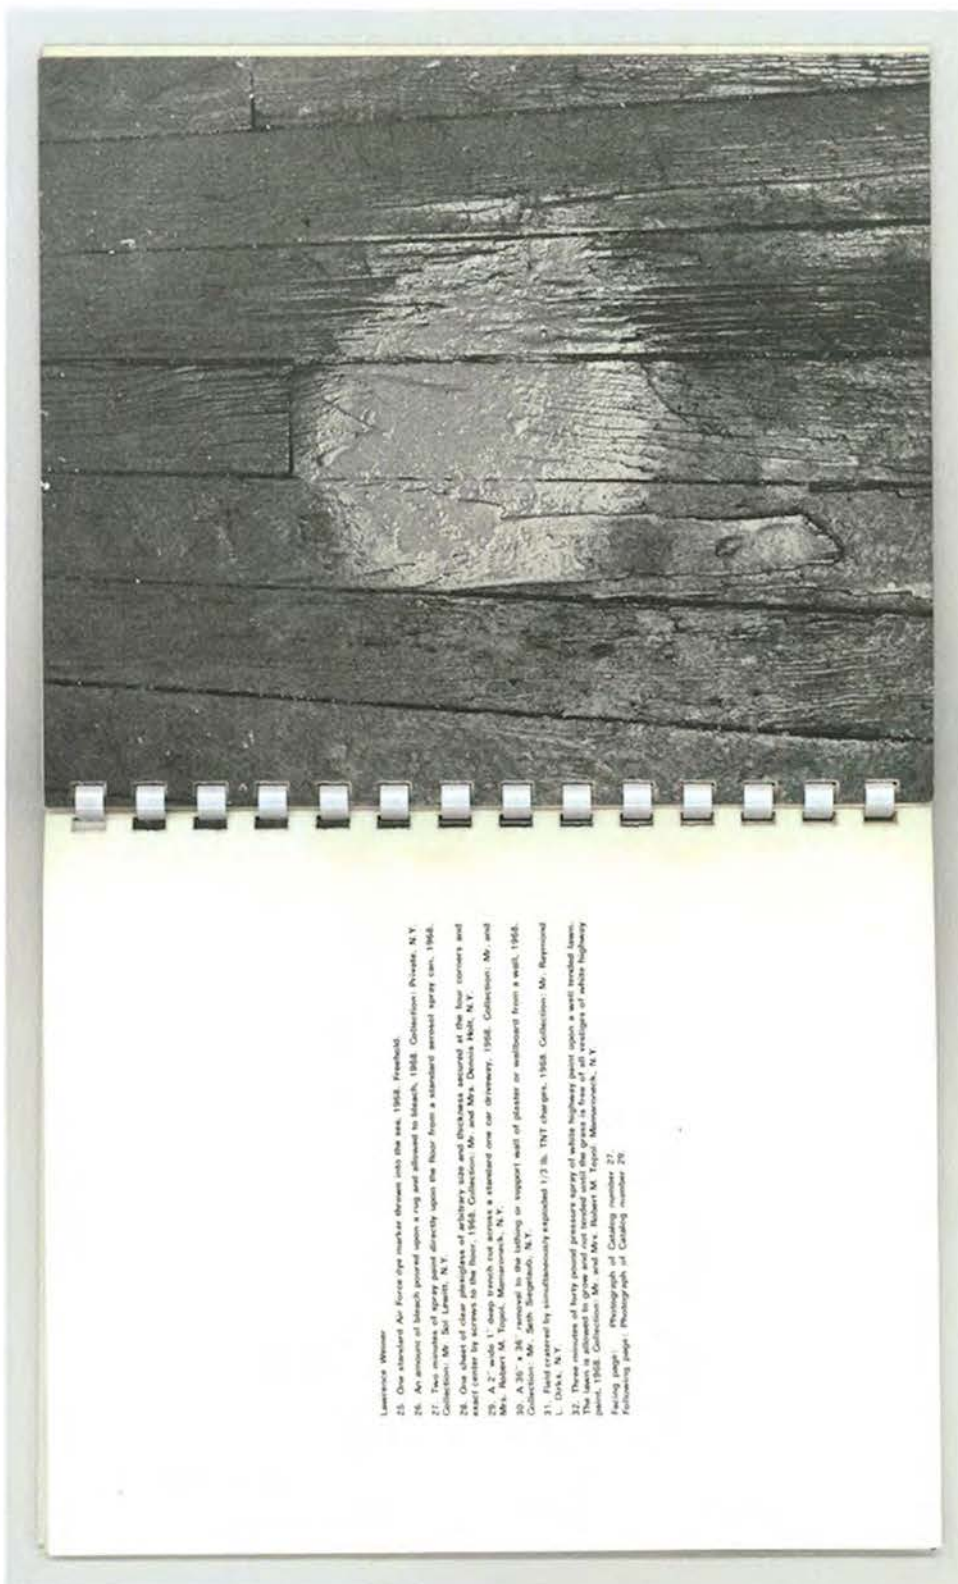 Lawrence Weiner
25. One standard Air Force dye marker thrown into the sea, 1968. Freehold.
26. An amount of bleach poured upon a rug and allowed to bleach, 1968. Collection: Private, N.Y.
27. Two minutes of spray paint directly upon the floor from a standard aerosol spray can, 1968.
Collection: Mr. Sol Lewitt, N.Y.
28. One sheet of clear plexiglass of arbitrary size and thickness secured at the four corners and
exact center by screws to the floor, 1968. Collection: Mr. and Mrs. Dennis Holt, N.Y.
29. A 2" wide 1" deep trench cut across a standard one car driveway, 1968. Collection: Mr. and
Mrs. Robert M. Topol, Mamaroneck, N.Y.
30. A 36" x 36" removal to the lathing or support wall of plaster or wallboard from a wall, 1968.
Collection: Mr. Seth Siegelaub, N.Y.
31. Field cratered by simultaneously exploded 1/3 lb. TNT charges, 1968. Collection: Mr. Raymond
L. Dirks, N.Y.
32. Three minutes of forty pound pressure spray of white highway paint upon a well tended lawn.
The lawn is allowed to grow and not tended until the grass is free of all vestiges of white highway
paint, 1968. Collection: Mr. and Mrs. Robert M. Topol. Mamaroneck, N.Y.
Facing page: Photograph of Catalog number 27.
Following page: Photograph of Catalog number 29.